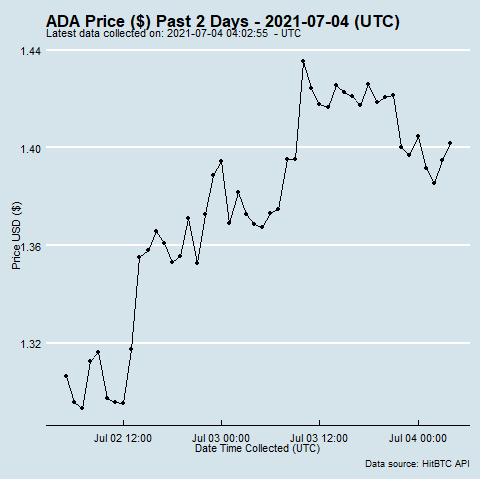 ADA Price ($) Past 2 Days - 2021-07-04 (UTC)
Latest data collected on: 2021-07-04 04:02:55 - UTC
1.44
1.40
1.36
1.32
Price USD ($)
Jul 02 12:00
Jul 03 00:00
Jul 03 12:00
Jul 04 00:00
Date Time Collected (UTC)
Data source: HitBTC API